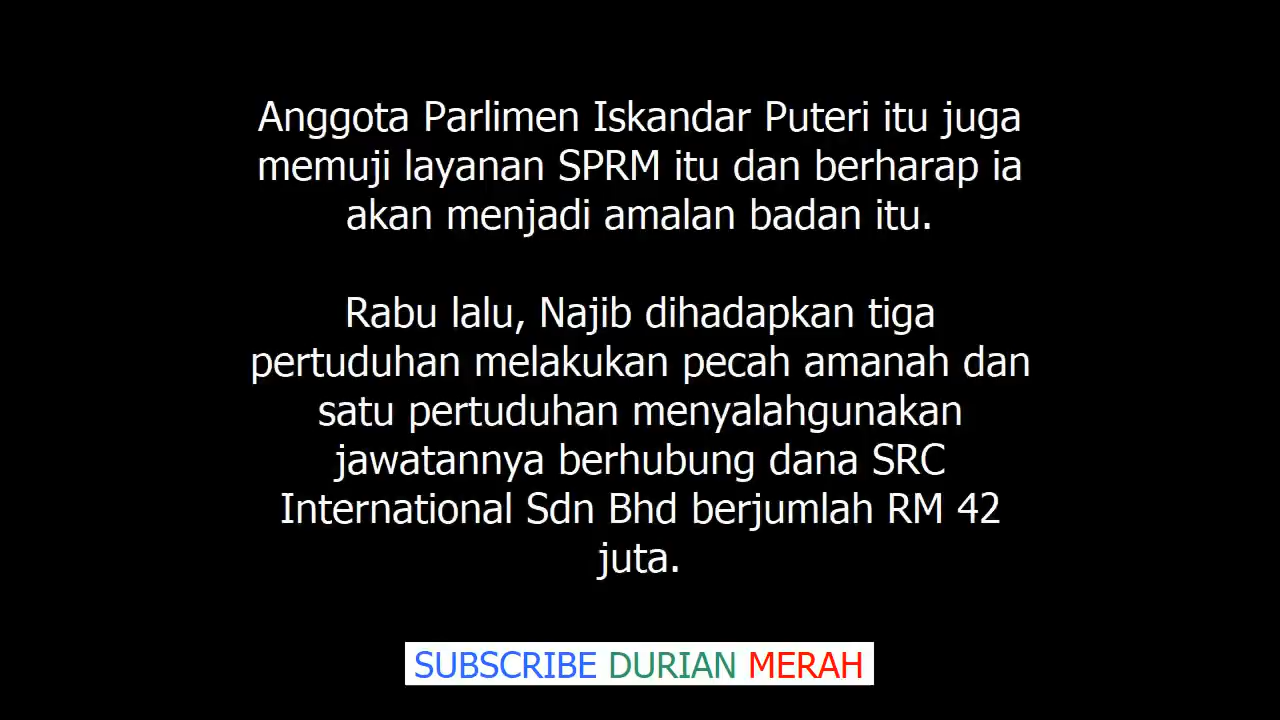 Anggota Parlimen Iskandar Puteri itu juga
memuji layanan SPRM itu dan berharap ia
akan menjadi amalan badan itu.
Rabu lalu, Najib dihadapkan tiga
pertuduhan melakukan pecah amanah dan
satu pertuduhan menyalahgunakan
jawatannya berhubung dana SRC
International Sdn Bhd berjumlah RM 42
juta.
SUBSCRIBE DURIAN MERAH